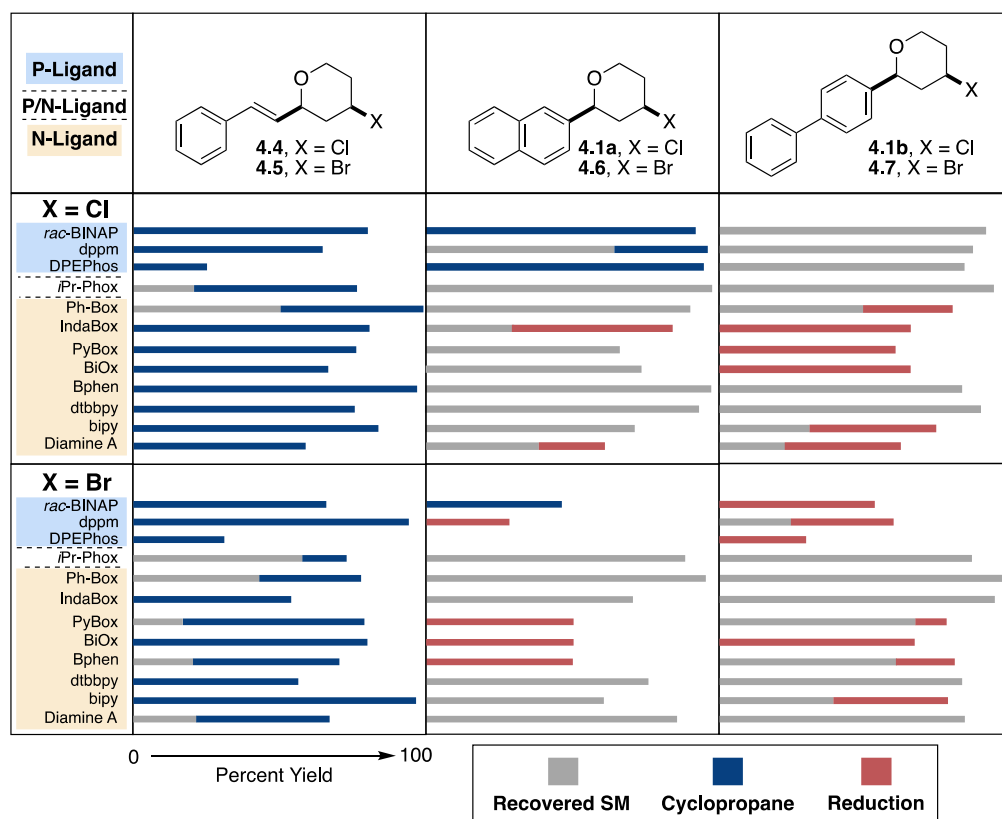 P-Ligand
P/N-Ligand
N-Ligand
O
X
4.4, X = Cl
4.5, X = Br
O
X
4.1a, X = Cl
4.6, X = Br
O
X
4.1b, X = Cl
4.7, X = Br
X = Cl
rac-BINAP
dppm
DPEPhos
iPr-Phox
Ph-Box
IndaBox
PyBox
BiOx
Bphen
dtbbpy
bipy
Diamine A
X = Br
rac-BINAP
dppm
DPEPhos
iPr-Phox
Ph-Box
IndaBox
PyBox
BiOx
Bphen
dtbbpy
bipy
Diamine A
0 100
Percent Yield
Recovered SM Cyclopropane Reduction